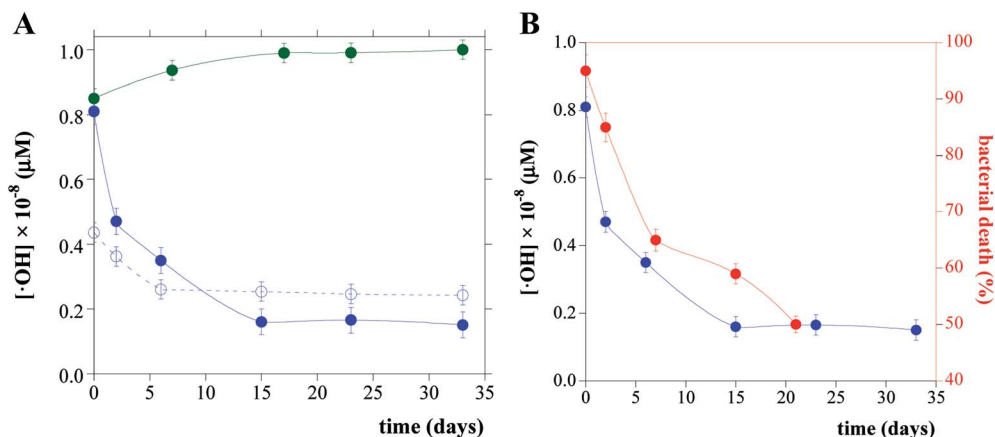 A
1.0
0.8
0.6
0.4
0.2
0.0
[·OH] × 10⁻⁸ (μM)
0 5 10 15 20 25 30 35
time (days)
B
1.0
0.8
0.6
0.4
0.2
0.0
[·OH] × 10⁻⁸ (μM)
100
90
80
70
60
50
40
bacterial death (%)
0 5 10 15 20 25 30 35
time (days)